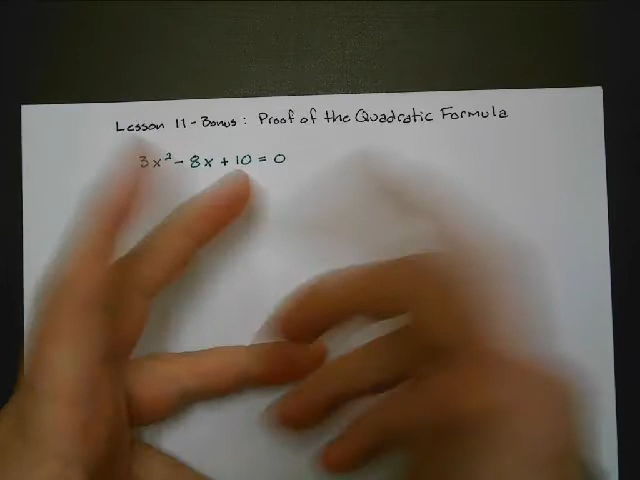 Lesson 11 - Bonus: Proof of the Quadratic Formula
3x² - 8x + 10 = 0